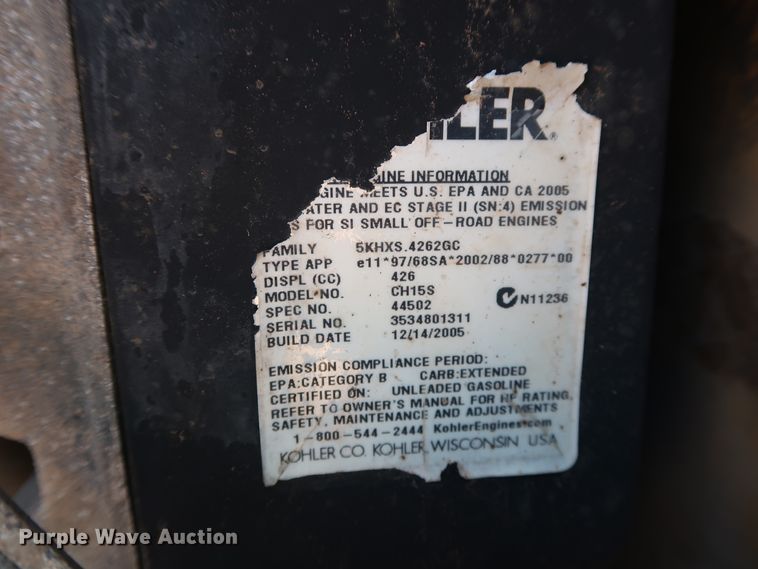 LER®
INE INFORMATION
GINE MEETS U.S. EPA AND CA 2005
ATER AND EC STAGE II (SN:4) EMISSION
S FOR SI SMALL OFF-ROAD ENGINES
FAMILY 5KHXS.4262GC
TYPE APP e11*97/68SA*2002/88*0277*00
DISPL (CC) 426
MODEL NO. CH15S
N11236
SPEC NO. 44502
SERIAL NO. 3534801311
BUILD DATE 12/14/2005
EMISSION COMPLIANCE PERIOD:
EPA:CATEGORY B CARB:EXTENDED
CERTIFIED ON: UNLEADED GASOLINE
REFER TO OWNER'S MANUAL FOR HP RATING,
SAFETY, MAINTENANCE AND ADJUSTMENTS
1-800-544-2444 KohlerEngines.com
KOHLER CO. KOHLER, WISCONSIN USA
Purple Wave Auction